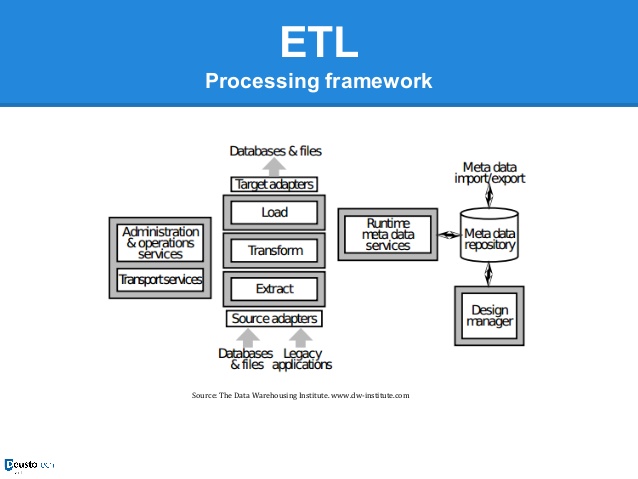 ETL
Processing framework
Databases & files
Target adapters
Load
Transform
Extract
Source adapters
Databases
& files
Legacy
applications
Administration
& operations
services
Transport services
Runtime
meta data
services
Meta data
import/export
Meta data
repository
Design
manager
Source: The Data Warehousing Institute. www.dw-institute.com
Deusto